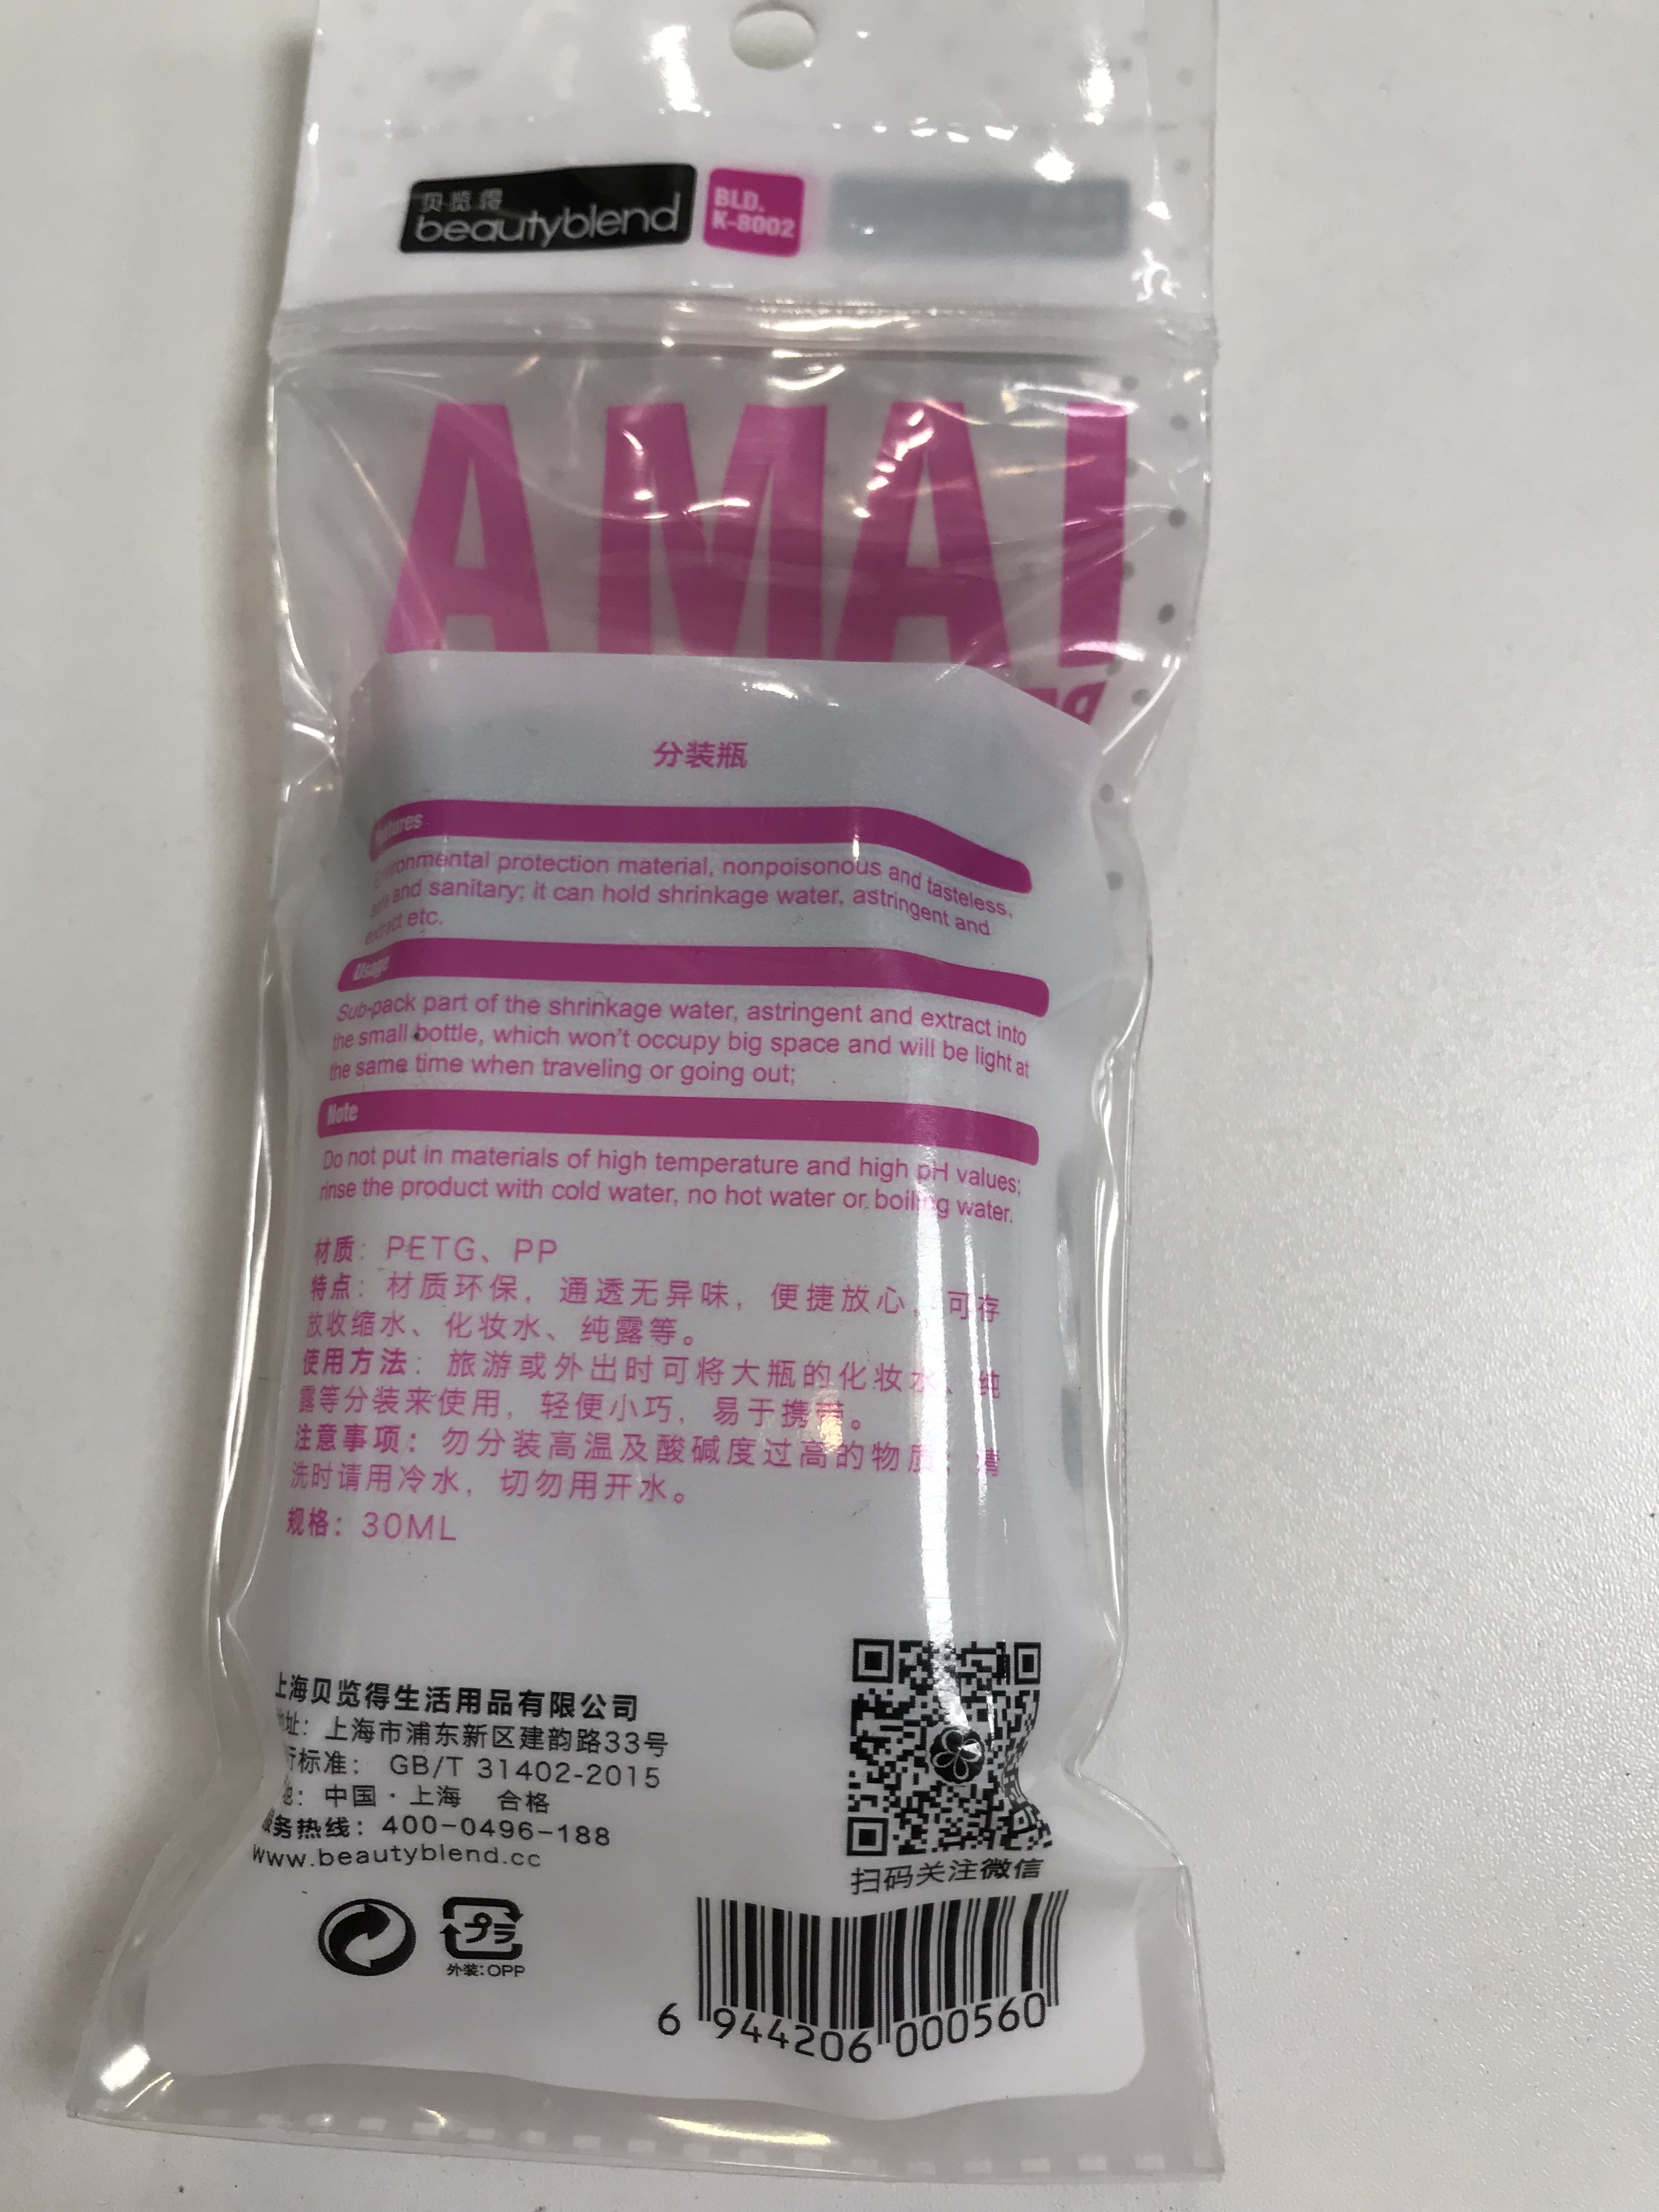 贝览得
beautyblend
BLD.
K-8002
AMAI
分装瓶
Features
Environmental protection material, nonpoisonous and tasteless,
safe and sanitary; it can hold shrinkage water, astringent and
extract etc.
Usage
Sub-pack part of the shrinkage water, astringent and extract into
the small bottle, which won't occupy big space and will be light at
the same time when traveling or going out;
Note
Do not put in materials of high temperature and high pH values;
rinse the product with cold water, no hot water or boiling water.
材质：PETG、PP
特点：材质环保，通透无异味，便捷放心，可存
放收缩水、化妆水、纯露等。
使用方法：旅游或外出时可将大瓶的化妆水、纯
露等分装来使用，轻便小巧，易于携带。
注意事项：勿分装高温及酸碱度过高的物质；清
洗时请用冷水，切勿用开水。
规格：30ML
上海贝览得生活用品有限公司
地址：上海市浦东新区建韵路33号
行标准：GB/T 31402-2015
地：中国·上海 合格
服务热线：400-0496-188
www.beautyblend.cc
扫码关注微信
プラ
外装:OPP
6 944206 000560